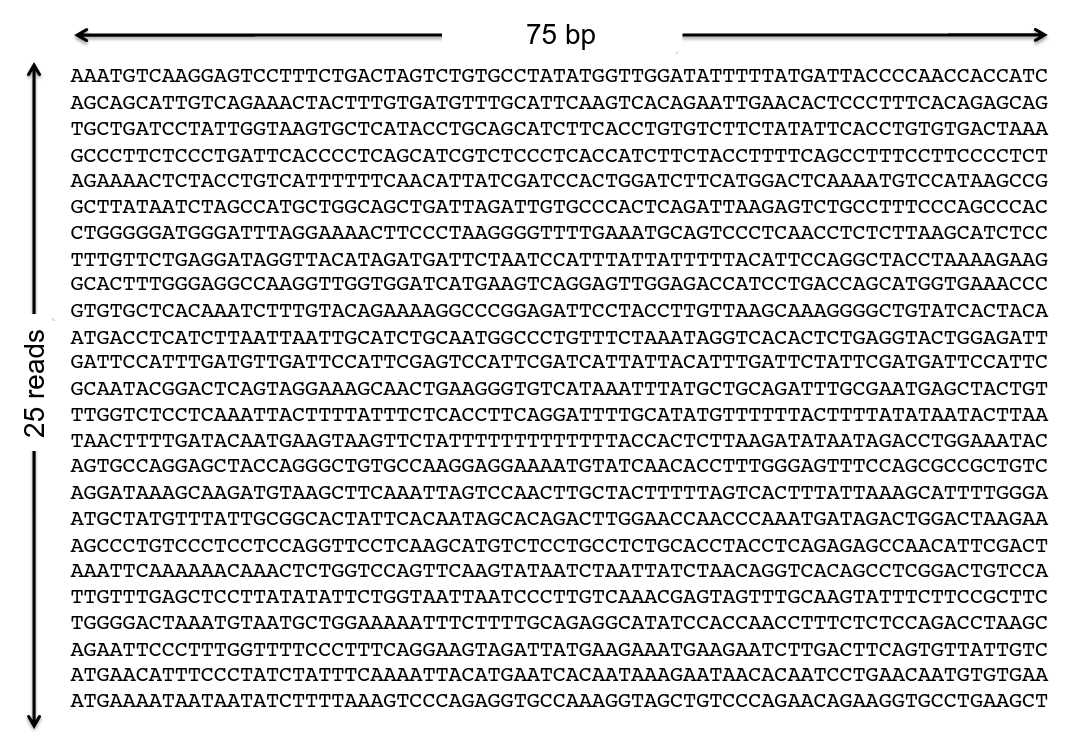 75 bp
25 reads
AAATGTCAAGGAGTCCTTTCTGACTAGTCTGTGCCTATATGGTTGGATATTTTTATGATTACCCCAACCACCATC
AGCAGCATTGTCAGAAACTACTTTGTGATGTTTGCATTCAAGTCACAGAATTGAACACTCCCTTTCACAGAGCAG
TGCTGATCCTATTGGTAAGTGCTCATACCTGCAGCATCTTCACCTGTGTCTTCTATATTCACCTGTGTGACTAAA
GCCCTTCTCCCTGATTCACCCCTCAGCATCGTCTCCCTCACCATCTTCTACCTTTTCAGCCTTTCCTTCCCCTCT
AGAAAACTCTACCTGTCATTTTTTCAACATTATCGATCCACTGGATCTTCATGGACTCAAAATGTCCATAAGCCG
GCTTATAATCTAGCCATGCTGGCAGCTGATTAGATTGTGCCCACTCAGATTAAGAGTCTGCCTTTCCCAGCCCAC
CTGGGGGATGGGATTTAGGAAAACTTCCCTAAGGGGTTTTGAAATGCAGTCCCTCAACCTCTCTTAAGCATCTCC
TTTGTTCTGAGGATAGGTTACATAGATGATTCTAATCCATTTATTATTTTTACATTCCAGGCTACCTAAAAGAAG
GCACTTTGGGAGGCCAAGGTTGGTGGATCATGAAGTCAGGAGTTGGAGACCATCCTGACCAGCATGGTGAAACCC
GTGTGCTCACAAATCTTTGTACAGAAAAGGCCCGGAGATTCCTACCTTGTTAAGCAAAGGGGCTGTATCACTACA
ATGACCTCATCTTAATTAATTGCATCTGCAATGGCCCTGTTTCTAAATAGGTCACACTCTGAGGTACTGGAGATT
GATTCCATTTGATGTTGATTCCATTCGAGTCCATTCGATCATTATTACATTTGATTCTATTCGATGATTCCATTC
GCAATACGGACTCAGTAGGAAAGCAACTGAAGGGTGTCATAAATTTATGCTGCAGATTTGCGAATGAGCTACTGT
TTGGTCTCCTCAAATTACTTTTATTTCTCACCTTCAGGATTTTGCATATGTTTTTTACTTTTATATAATACTTAA
TAACTTTTGATACAATGAAGTAAGTTCTATTTTTTTTTTTTTTACCACTCTTAAGATATAATAGACCTGGAAATAC
AGTGCCAGGAGCTACCAGGGCTGTGCCAAGGAGGAAAATGTATCAACACCTTTGGGAGTTTCCAGCGCCGCTGTC
AGGATAAAGCAAGATGTAAGCTTCAAATTAGTCCAACTTGCTACTTTTTAGTCACTTTATTAAAGCATTTTGGGA
ATGCTATGTTTATTGCGGCACTATTCACAATAGCACAGACTTGGAACCAACCCAAATGATAGACTGGACTAAGAA
AGCCCTGTCCCTCCTCCAGGTTCCTCAAGCATGTCTCCTGCCTCTGCACCTACCTCAGAGAGCCAACATTCGACT
AAATTCAAAAAACAAACTCTGGTCCAGTTCAAGTATAATCTAATTATCTAACAGGTCACAGCCTCGGACTGTCCA
TTGTTTGAGCTCCTTATATATTCTGGTAATTAATCCCTTGTCAAACGAGTAGTTTGCAAGTATTTCTTCCGCTTC
TGGGGACTAAATGTAATGCTGGAAAAATTTCTTTTGCAGAGGCATATCCACCAACCTTTCTCTCCAGACCTAAGC
AGAATTCCCTTTGGTTTTCCCTTTCAGGAAGTAGATTATGAAGAAATGAAGAATCTTGACTTCAGTGTTATTGTC
ATGAACATTTCCCTATCTATTTCAAAATTACATGAATCACAATAAAGAATAACACAATCCTGAACAATGTGTGAA
ATGAAAATAATAATATCTTTTAAAGTCCCAGAGGTGCCAAAGGTAGCTGTCCCAGAACAGAAGGTGCCTGAAGCT